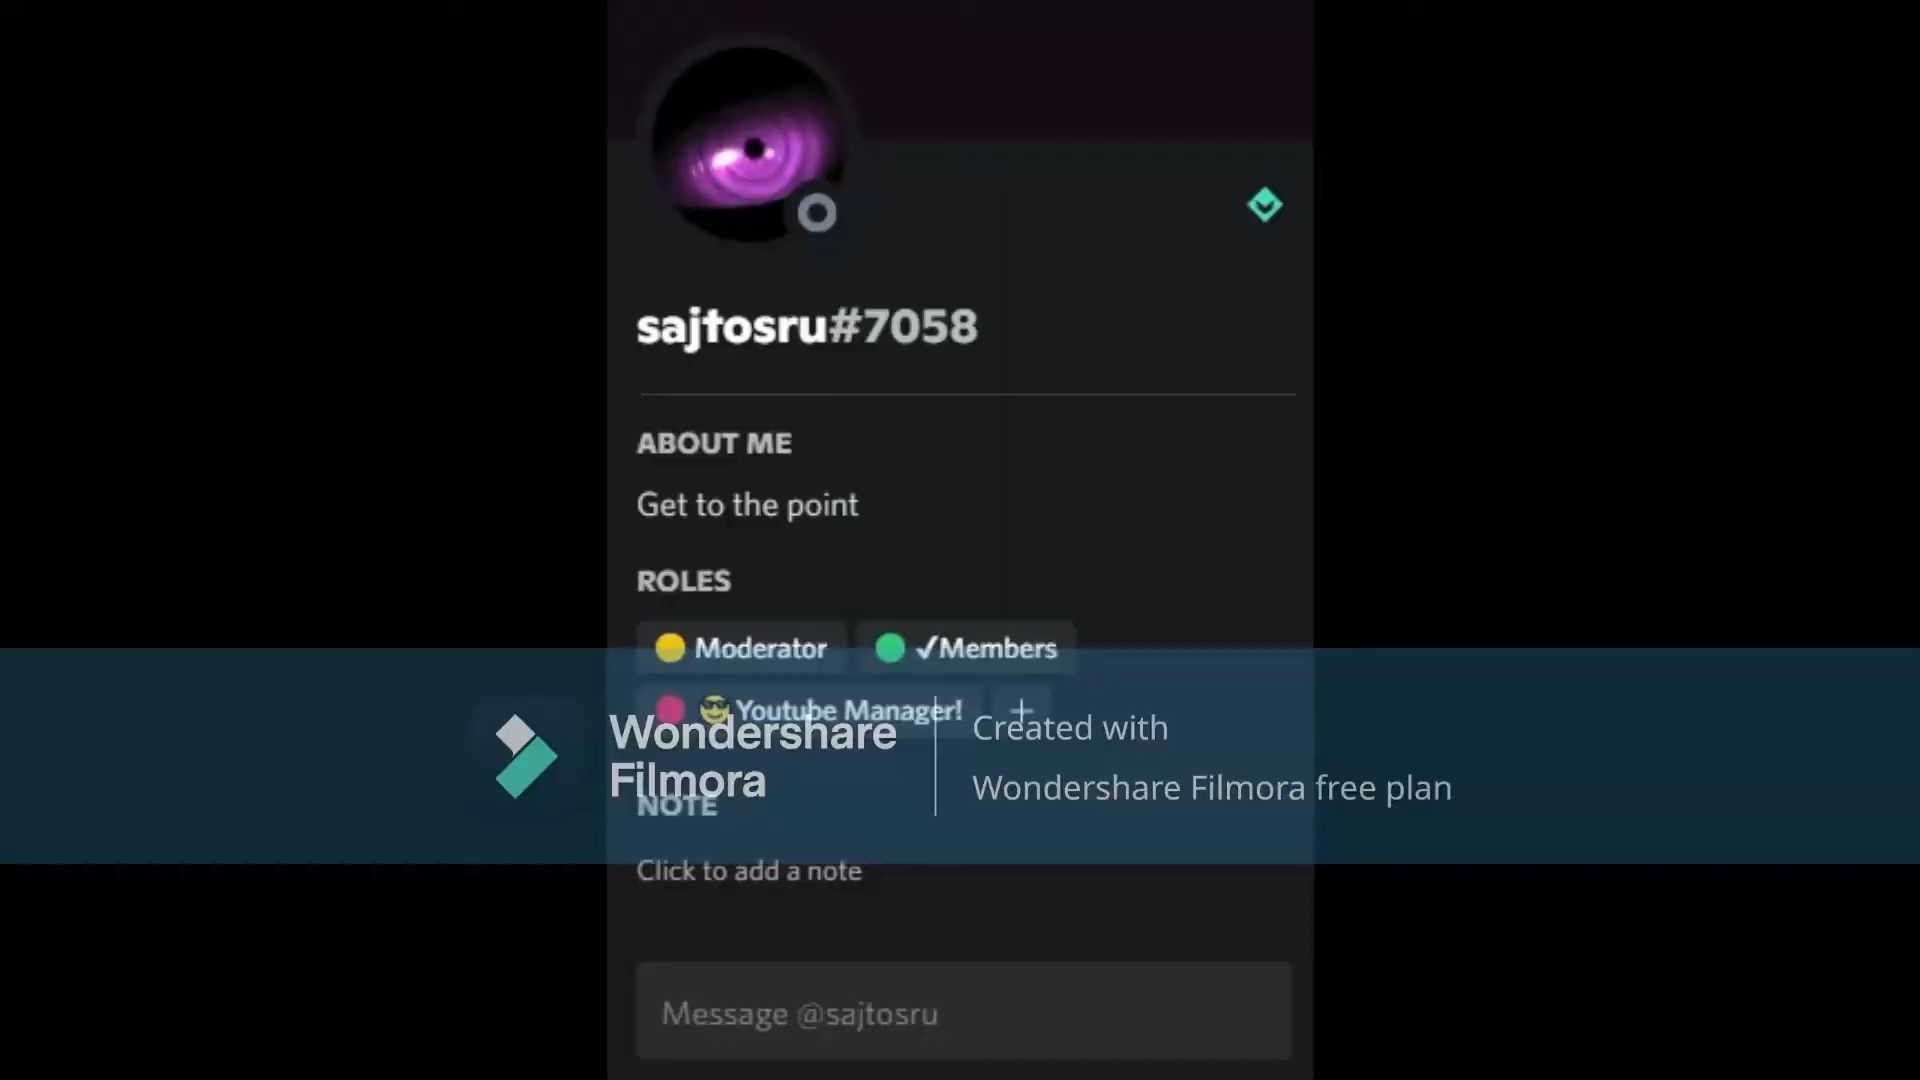 sajtosru#7058
ABOUT ME
Get to the point
ROLES
Moderator ✓Members
😎Youtube Manager! +
Wondershare
Filmora
Created with
Wondershare Filmora free plan
NOTE
Click to add a note
Message @sajtosru